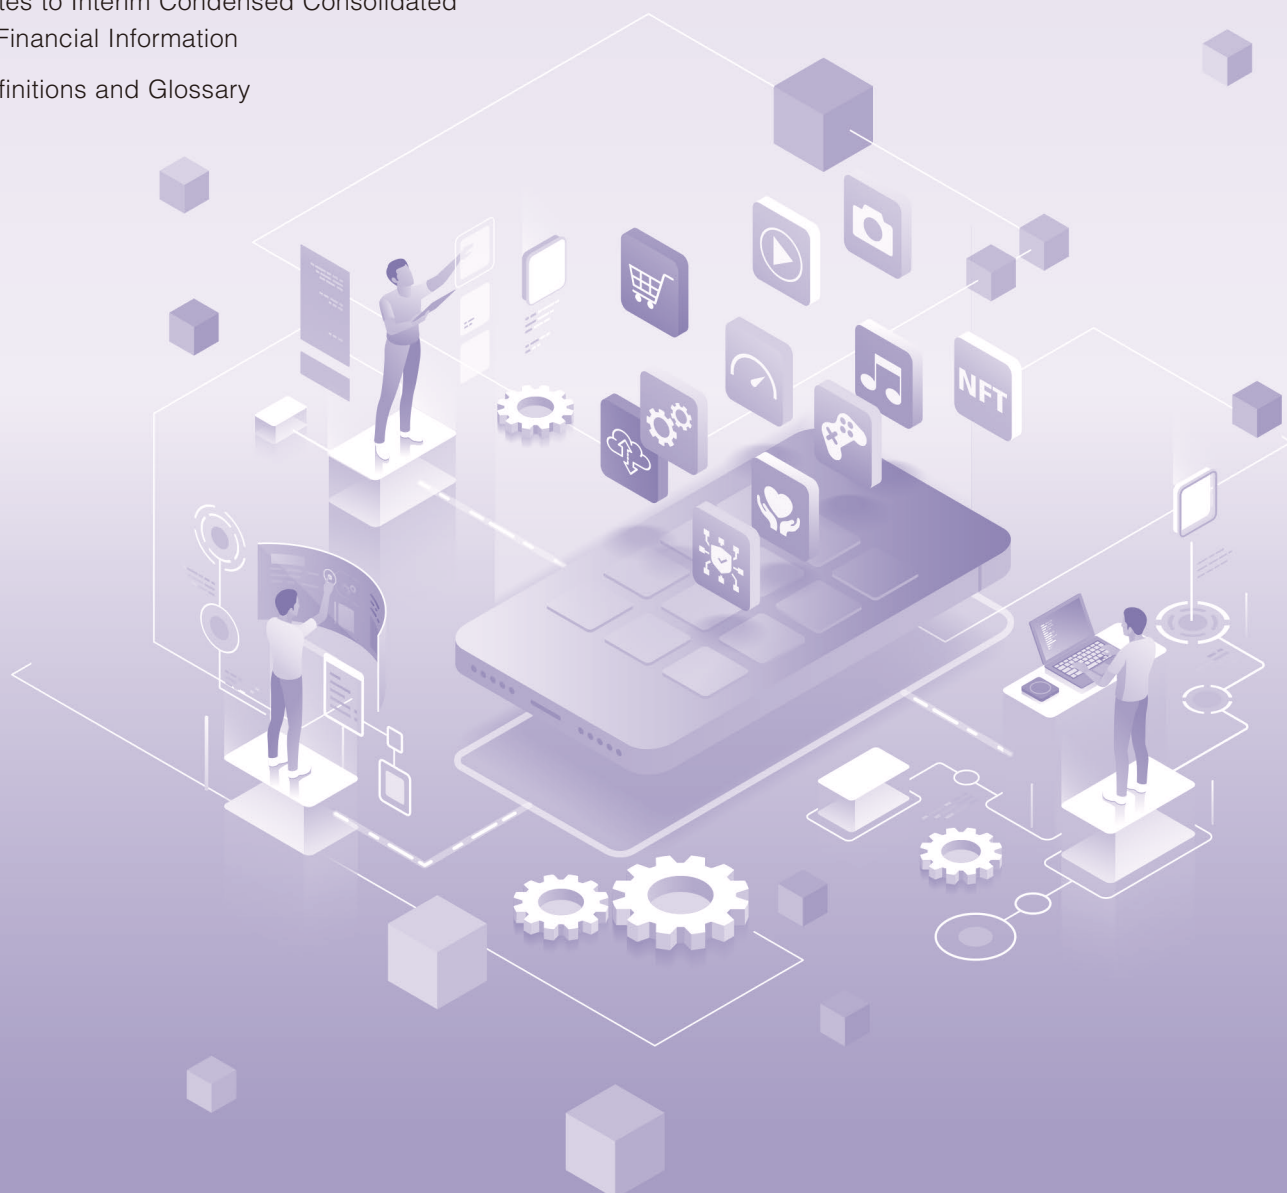 tes to Interim Condensed Consolidated
Financial Information
finitions and Glossary
NFT